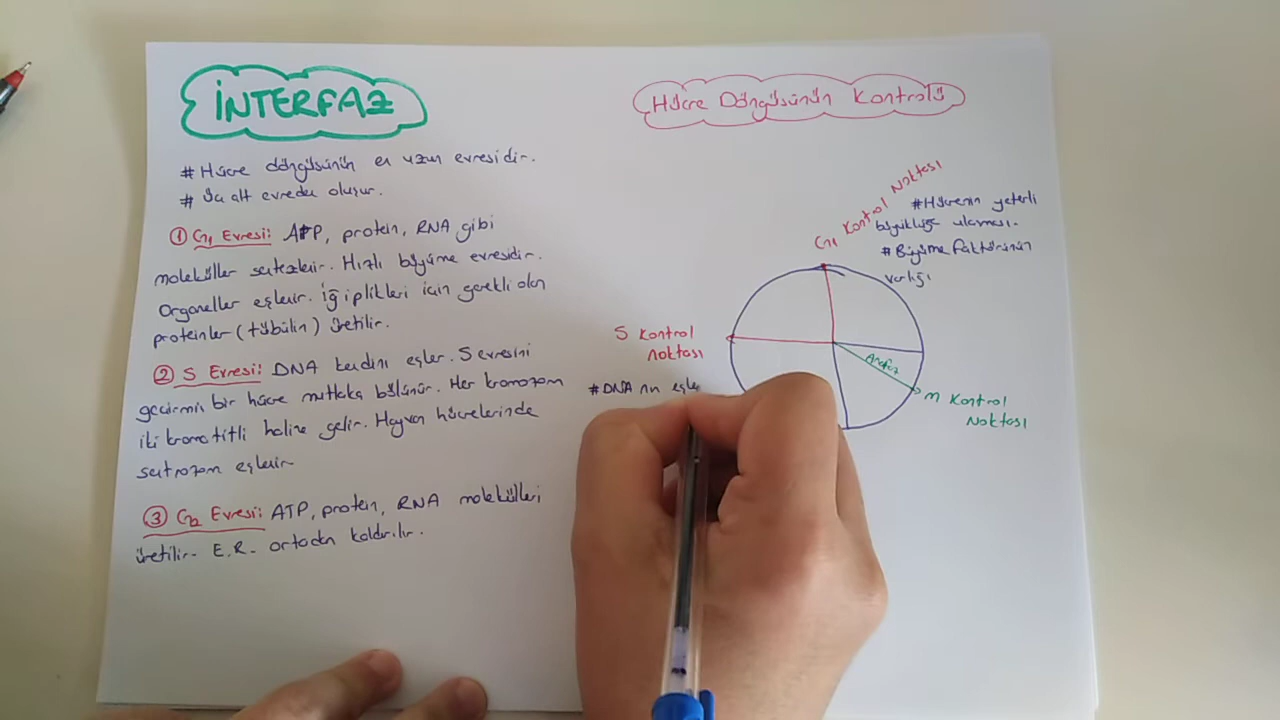 İNTERFAZ
# Hücre döngüsünün en uzun evresidir.
# Üç alt evreden oluşur.
① G1 Evresi: ATP, protein, RNA gibi
moleküller sentezlenir. Hızlı büyüme evresidir.
Organeller eşlenir. İğ iplikleri için gerekli olan
proteinler (tübülin) üretilir.
② S Evresi: DNA kendini eşler. S evresini
geçirmiş bir hücre mutlaka bölünür. Her kromozom
iki kromatitli haline gelir. Hayvan hücrelerinde
sentrozom eşlenir
③ G2 Evresi: ATP, protein, RNA molekülleri
üretilir. E.R. ortadan kaldırılır.
Hücre Döngüsünün Kontrolü
G1 Kontrol Noktası
# Hücrenin yeterli
büyüklüğe ulaşması.
# Büyüme Faktörünün
varlığı
S Kontrol
Noktası
# DNA nın eşle
Anafaz
M Kontrol
Noktası